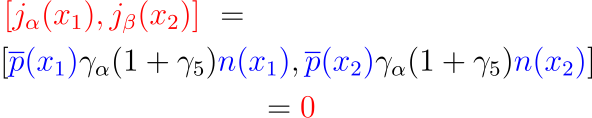 [j_α(x_1), j_β(x_2)] =
[p̅(x_1)γ_α(1 + γ_5)n(x_1), p̅(x_2)γ_α(1 + γ_5)n(x_2)]
= 0